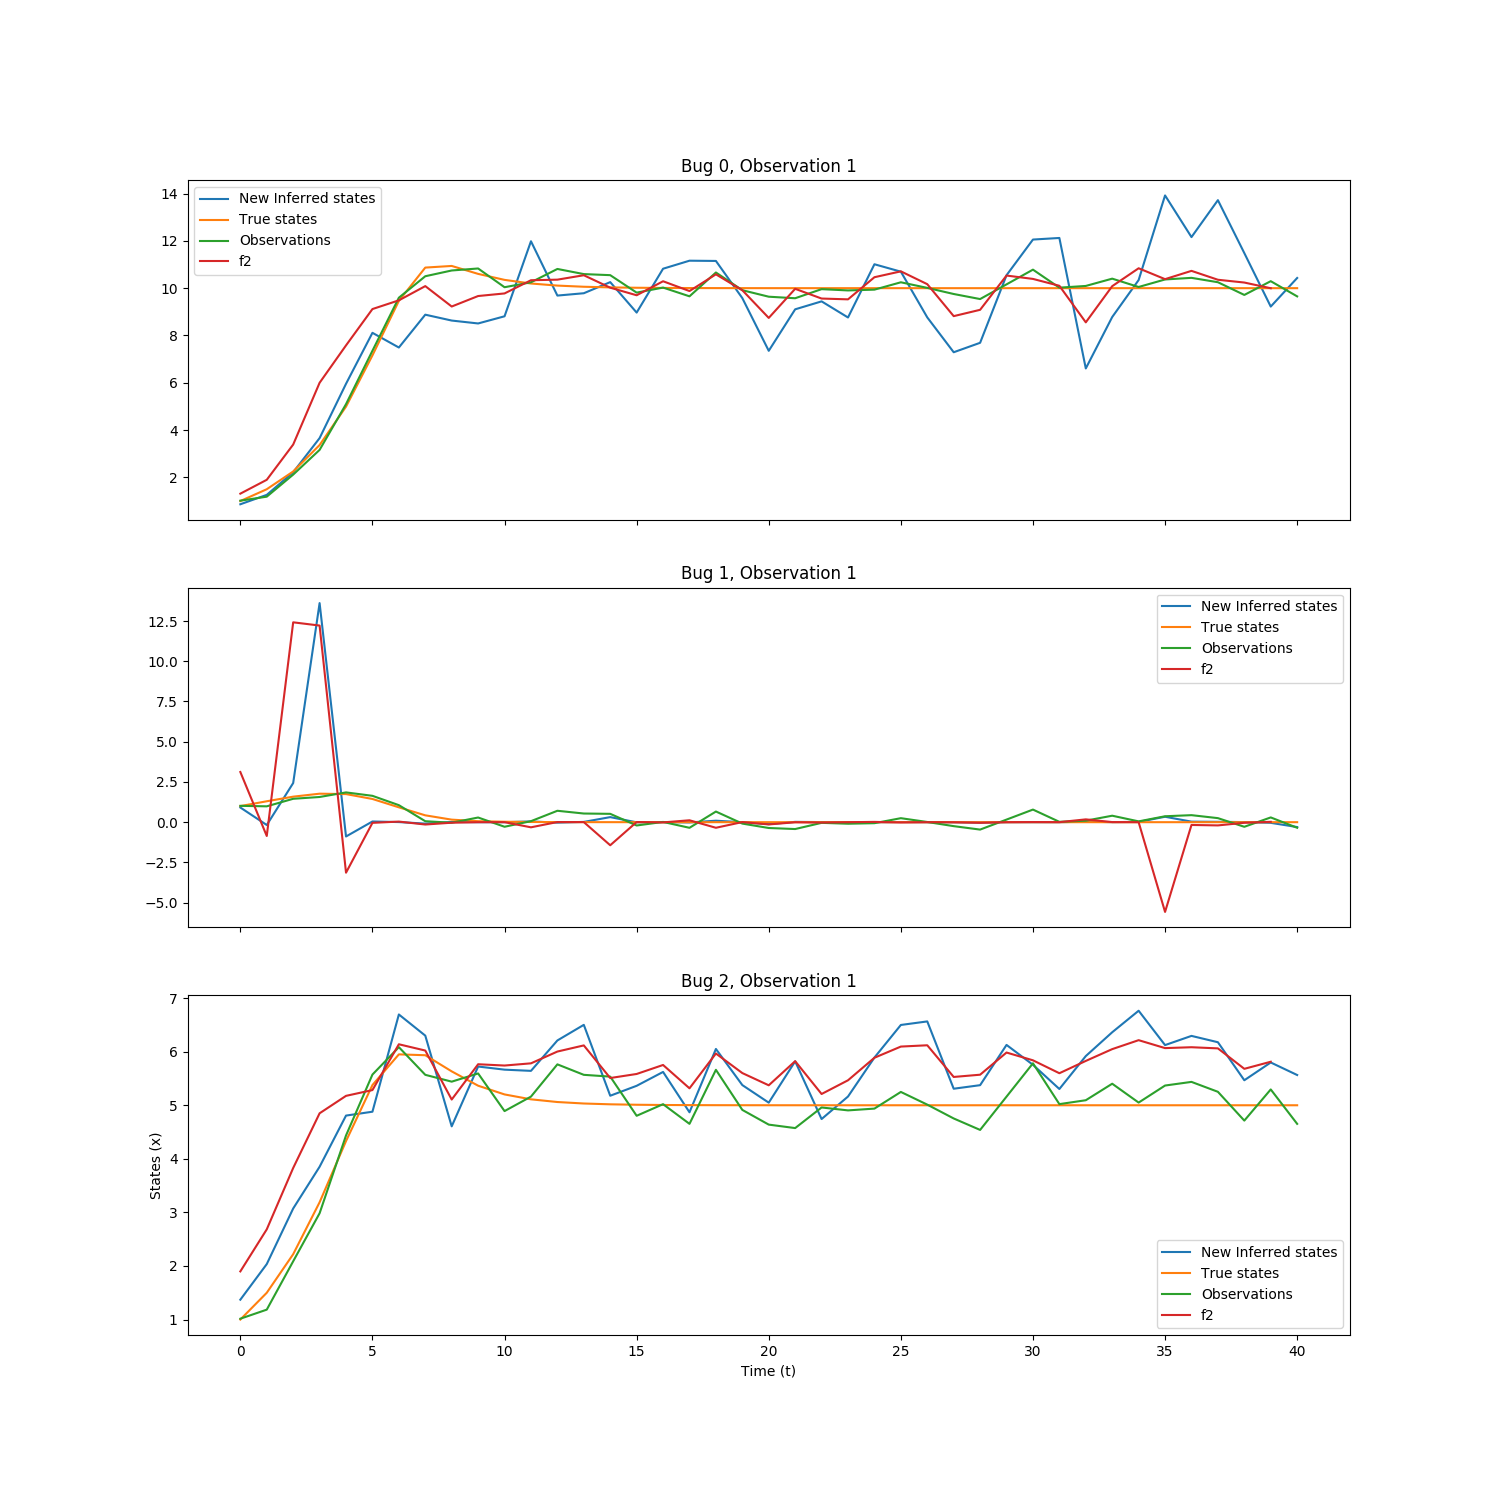 Bug 0, Observation 1
14
12
10
8
6
4
2
New Inferred states
True states
Observations
f2
Bug 1, Observation 1
12.5
10.0
7.5
5.0
2.5
0.0
−2.5
−5.0
New Inferred states
True states
Observations
f2
Bug 2, Observation 1
7
6
5
4
3
2
1
States (x)
New Inferred states
True states
Observations
f2
0 5 10 15 20 25 30 35 40
Time (t)